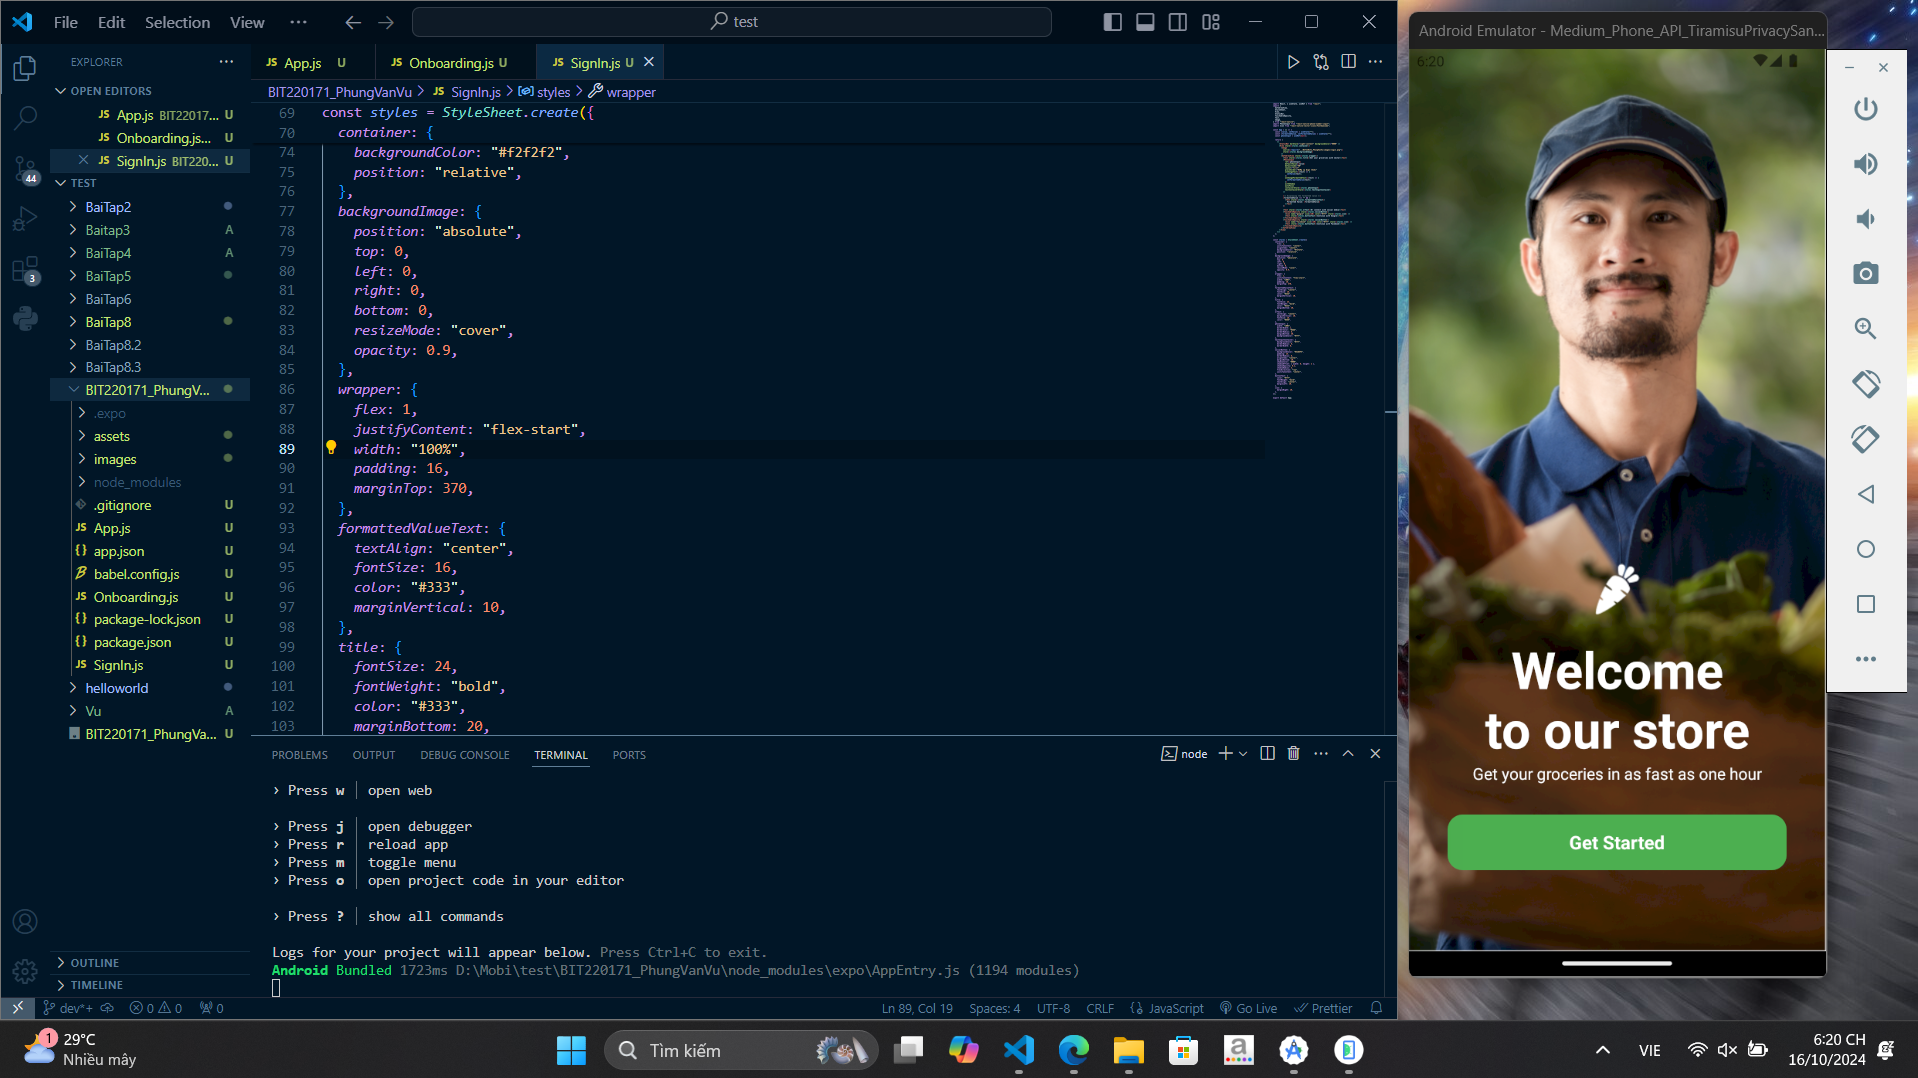 File Edit Selection View ··· test
EXPLORER ···
OPEN EDITORS
App.js BIT22017... U
Onboarding.js... U
SignIn.js BIT220... U
TEST
BaiTap2
Baitap3 A
BaiTap4 A
BaiTap5
BaiTap6
BaiTap8
BaiTap8.2
BaiTap8.3
BIT220171_PhungV...
.expo
assets
images
node_modules
.gitignore U
JS App.js U
{} app.json U
babel.config.js U
JS Onboarding.js U
{} package-lock.json U
{} package.json U
JS SignIn.js U
helloworld
Vu A
BIT220171_PhungVa... U
OUTLINE
TIMELINE
44
3
JS App.js U JS Onboarding.js U JS SignIn.js U
BIT220171_PhungVanVu > JS SignIn.js > styles > wrapper
69 const styles = StyleSheet.create({
70 container: {
74 backgroundColor: "#f2f2f2",
75 position: "relative",
76 },
77 backgroundImage: {
78 position: "absolute",
79 top: 0,
80 left: 0,
81 right: 0,
82 bottom: 0,
83 resizeMode: "cover",
84 opacity: 0.9,
85 },
86 wrapper: {
87 flex: 1,
88 justifyContent: "flex-start",
89 width: "100%",
90 padding: 16,
91 marginTop: 370,
92 },
93 formattedValueText: {
94 textAlign: "center",
95 fontSize: 16,
96 color: "#333",
97 marginVertical: 10,
98 },
99 title: {
100 fontSize: 24,
101 fontWeight: "bold",
102 color: "#333",
103 marginBottom: 20,
PROBLEMS OUTPUT DEBUG CONSOLE TERMINAL PORTS node
› Press w │ open web
› Press j │ open debugger
› Press r │ reload app
› Press m │ toggle menu
› Press o │ open project code in your editor
› Press ? │ show all commands
Logs for your project will appear below. Press Ctrl+C to exit.
Android Bundled 1723ms D:\Mobi\test\BIT220171_PhungVanVu\node_modules\expo\AppEntry.js (1194 modules)
dev*+ 0 0 0 Ln 89, Col 19 Spaces: 4 UTF-8 CRLF {} JavaScript Go Live Prettier
Android Emulator - Medium_Phone_API_TiramisuPrivacySan...
6:20
Welcome
to our store
Get your groceries in as fast as one hour
Get Started
1
29°C
Nhiều mây
Tìm kiếm
a
VIE
6:20 CH
16/10/2024